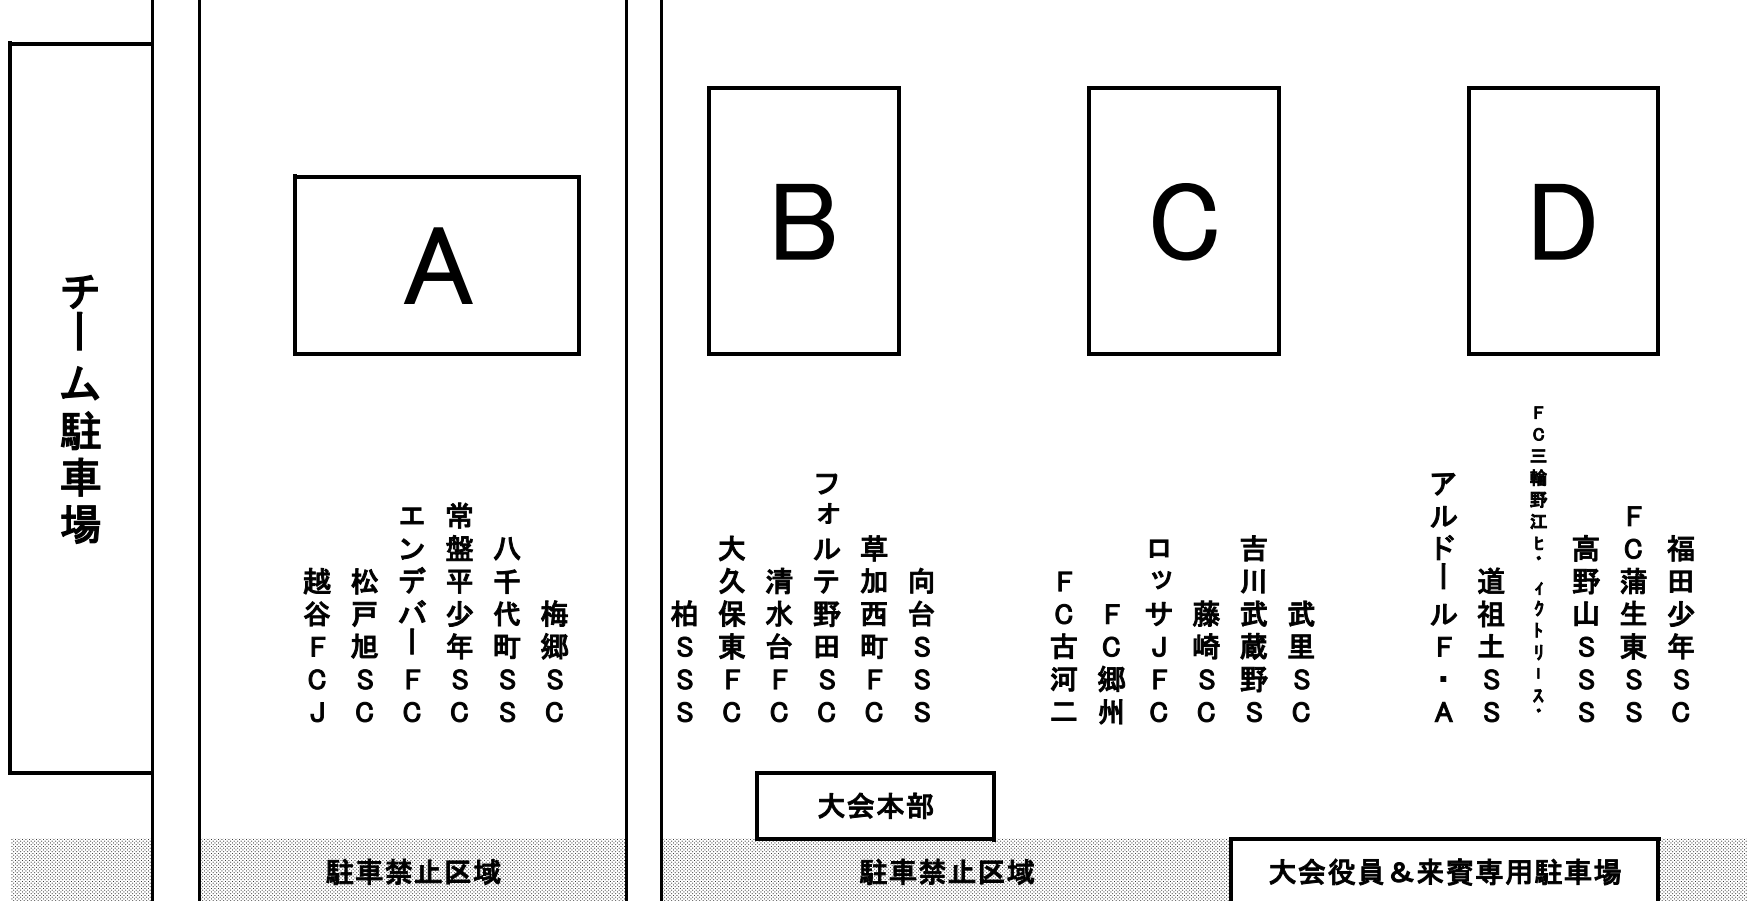 チーム駐車場
A
B
C
D
越谷FCJ
松戸旭SC
エンデバーFC
常盤平少年SC
八千代町SS
梅郷SC
柏SSS
大久保東FC
清水台FC
フォルテ野田SC
草加西町FC
向台SSS
FC古河二
FC郷州
ロッサJFC
藤崎SC
吉川武蔵野S
武里SC
アルドールF・A
道祖土SS
FC三輪野江ビィクトリーズ
高野山SSS
FC蒲生東SS
福田少年SC
大会本部
駐車禁止区域
駐車禁止区域
大会役員&来賓専用駐車場